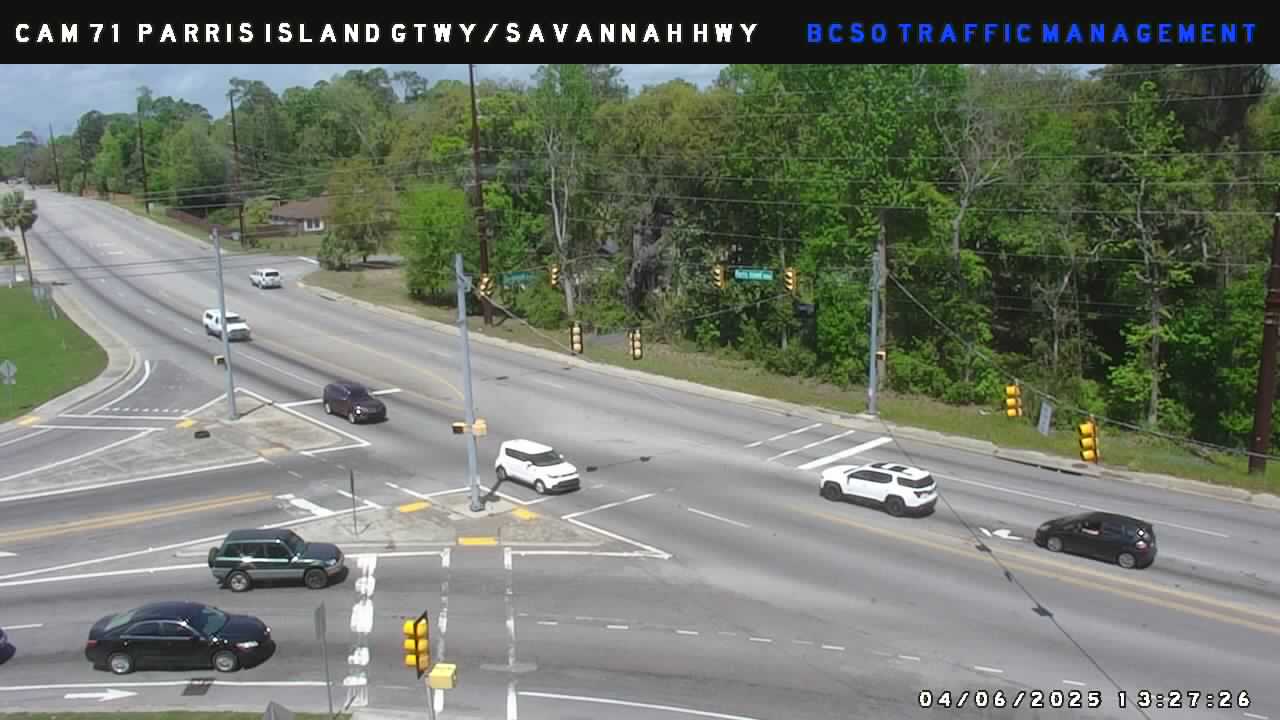 CAM 71 PARRIS ISLAND GTWY/SAVANNAH HWY
BCSO TRAFFIC MANAGEMENT
04/06/2025 13:27:26